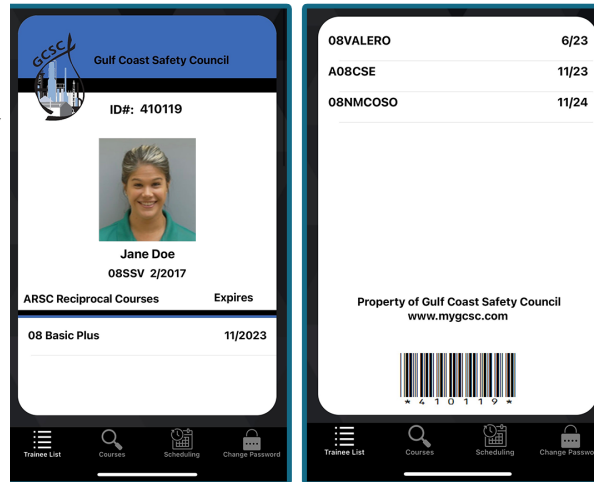 GCSC
Gulf Coast Safety Council
ID#: 410119
Jane Doe
08SSV 2/2017
ARSC Reciprocal Courses Expires
08 Basic Plus 11/2023
Trainee List Courses Scheduling Change Password
08VALERO 6/23
A08CSE 11/23
08NMCOSO 11/24
Property of Gulf Coast Safety Council
www.mygcsc.com
* 4 1 0 1 1 9 *
Trainee List Courses Scheduling Change Passwo